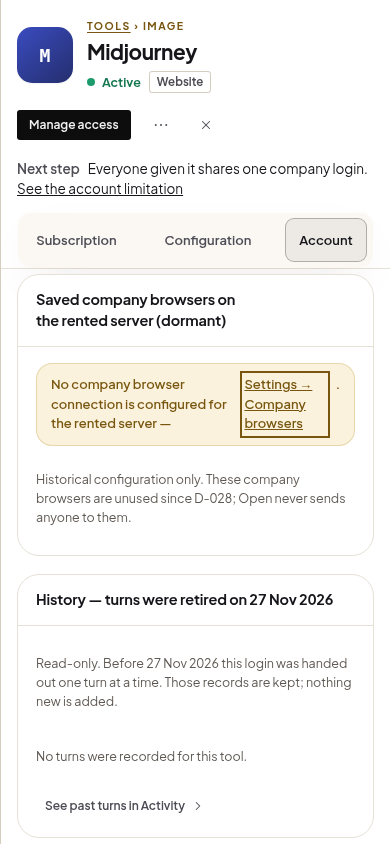 TOOLS › IMAGE
M
Midjourney
Active
Website
Manage access
...
×
Next step Everyone given it shares one company login.
See the account limitation
Subscription
Configuration
Account
Saved company browsers on
the rented server (dormant)
No company browser
connection is configured for
the rented server —
Settings →
Company
browsers
.
Historical configuration only. These company
browsers are unused since D-028; Open never sends
anyone to them.
History — turns were retired on 27 Nov 2026
Read-only. Before 27 Nov 2026 this login was handed
out one turn at a time. Those records are kept; nothing
new is added.
No turns were recorded for this tool.
See past turns in Activity